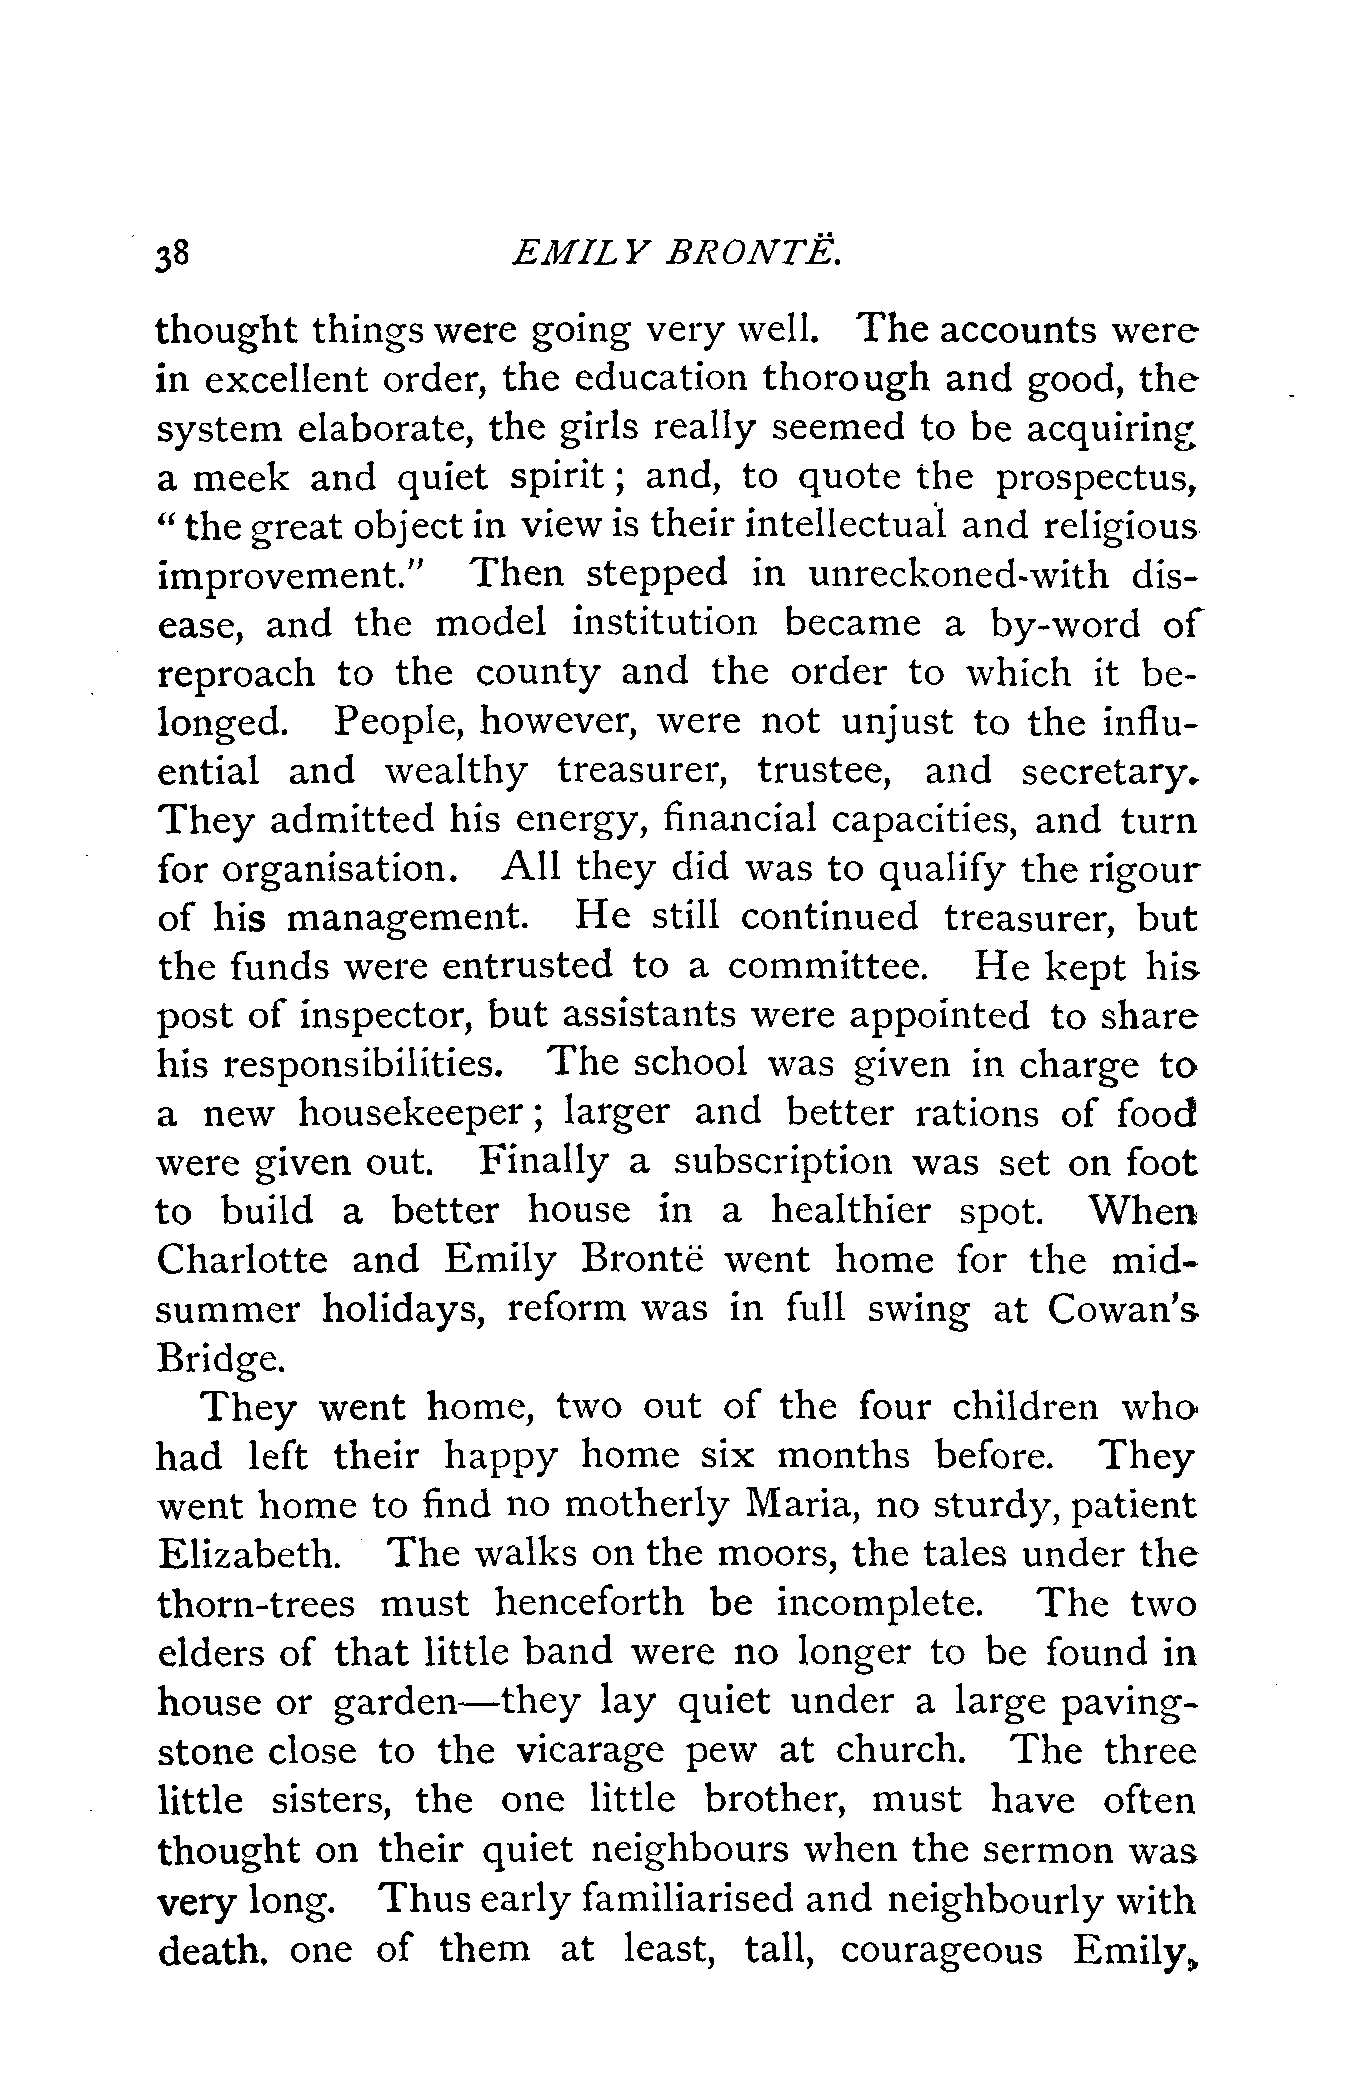 38 EMILY BRONTË.
thought things were going very well. The accounts were
in excellent order, the education thorough and good, the
system elaborate, the girls really seemed to be acquiring
a meek and quiet spirit ; and, to quote the prospectus,
“ the great object in view is their intellectual and religious
improvement.” Then stepped in unreckoned-with dis-
ease, and the model institution became a by-word of
reproach to the county and the order to which it be-
longed. People, however, were not unjust to the influ-
ential and wealthy treasurer, trustee, and secretary.
They admitted his energy, financial capacities, and turn
for organisation. All they did was to qualify the rigour
of his management. He still continued treasurer, but
the funds were entrusted to a committee. He kept his
post of inspector, but assistants were appointed to share
his responsibilities. The school was given in charge to
a new housekeeper ; larger and better rations of food
were given out. Finally a subscription was set on foot
to build a better house in a healthier spot. When
Charlotte and Emily Brontë went home for the mid-
summer holidays, reform was in full swing at Cowan's
Bridge.
They went home, two out of the four children who
had left their happy home six months before. They
went home to find no motherly Maria, no sturdy, patient
Elizabeth. The walks on the moors, the tales under the
thorn-trees must henceforth be incomplete. The two
elders of that little band were no longer to be found in
house or garden—they lay quiet under a large paving-
stone close to the vicarage pew at church. The three
little sisters, the one little brother, must have often
thought on their quiet neighbours when the sermon was
very long. Thus early familiarised and neighbourly with
death. one of them at least, tall, courageous Emily,